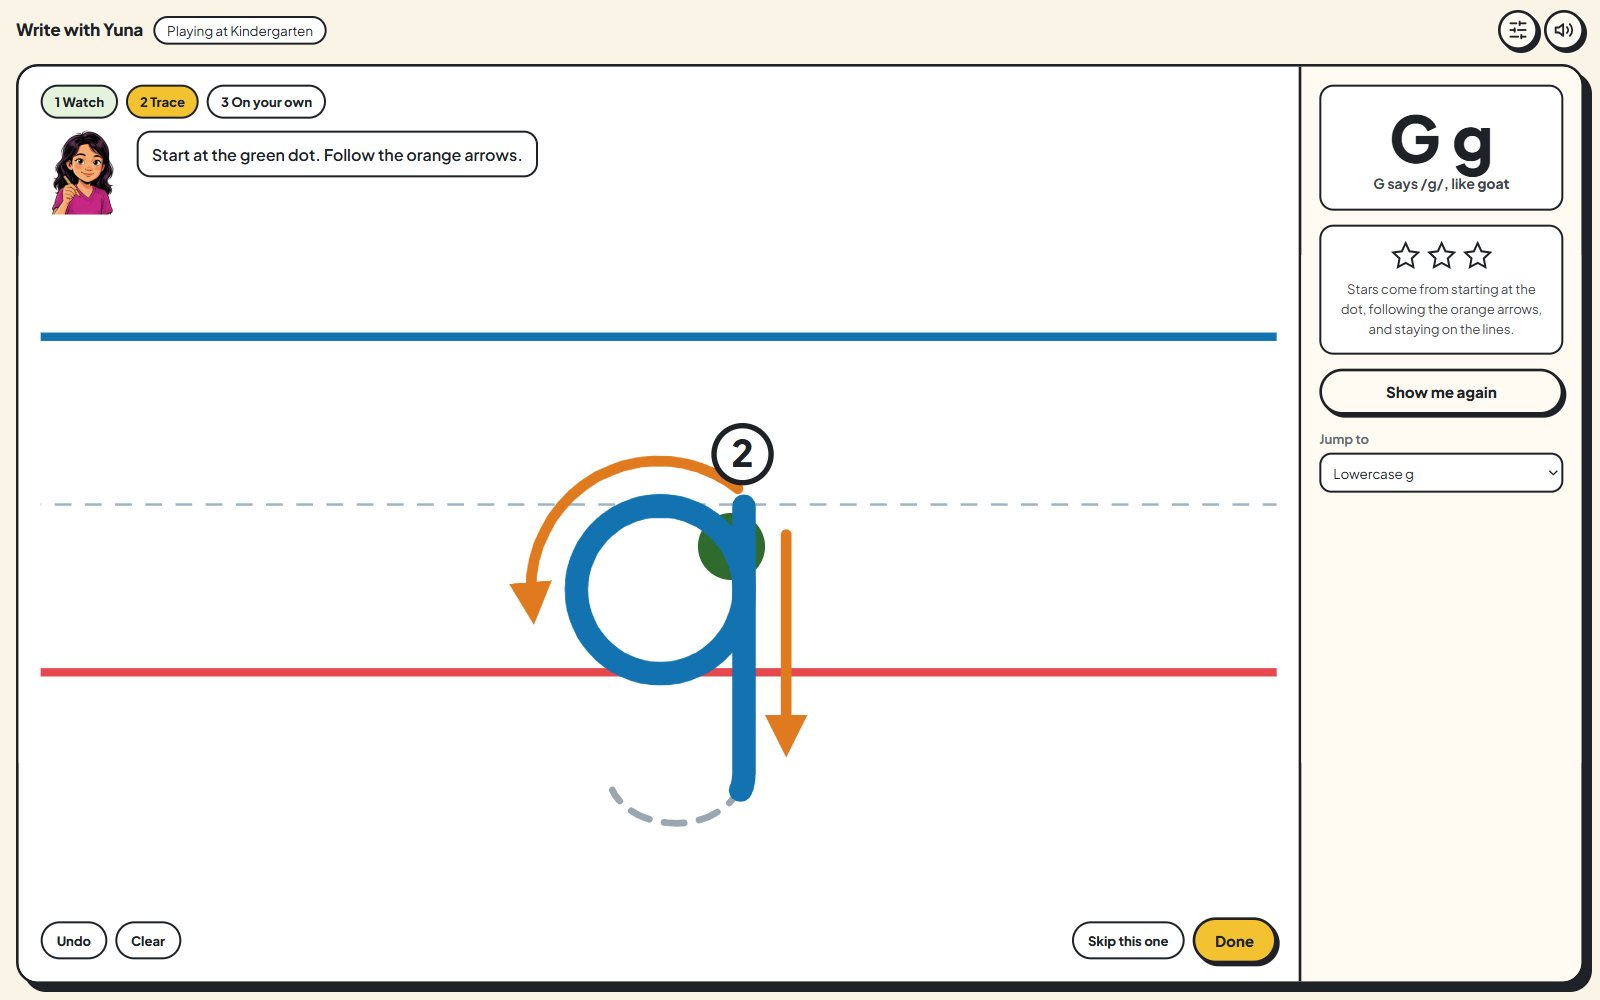 Write with Yuna
Playing at Kindergarten
1 Watch
2 Trace
3 On your own
Start at the green dot. Follow the orange arrows.
2
g
Undo
Clear
Skip this one
Done
G g
G says /g/, like goat
Stars come from starting at the
dot, following the orange arrows,
and staying on the lines.
Show me again
Jump to
Lowercase g